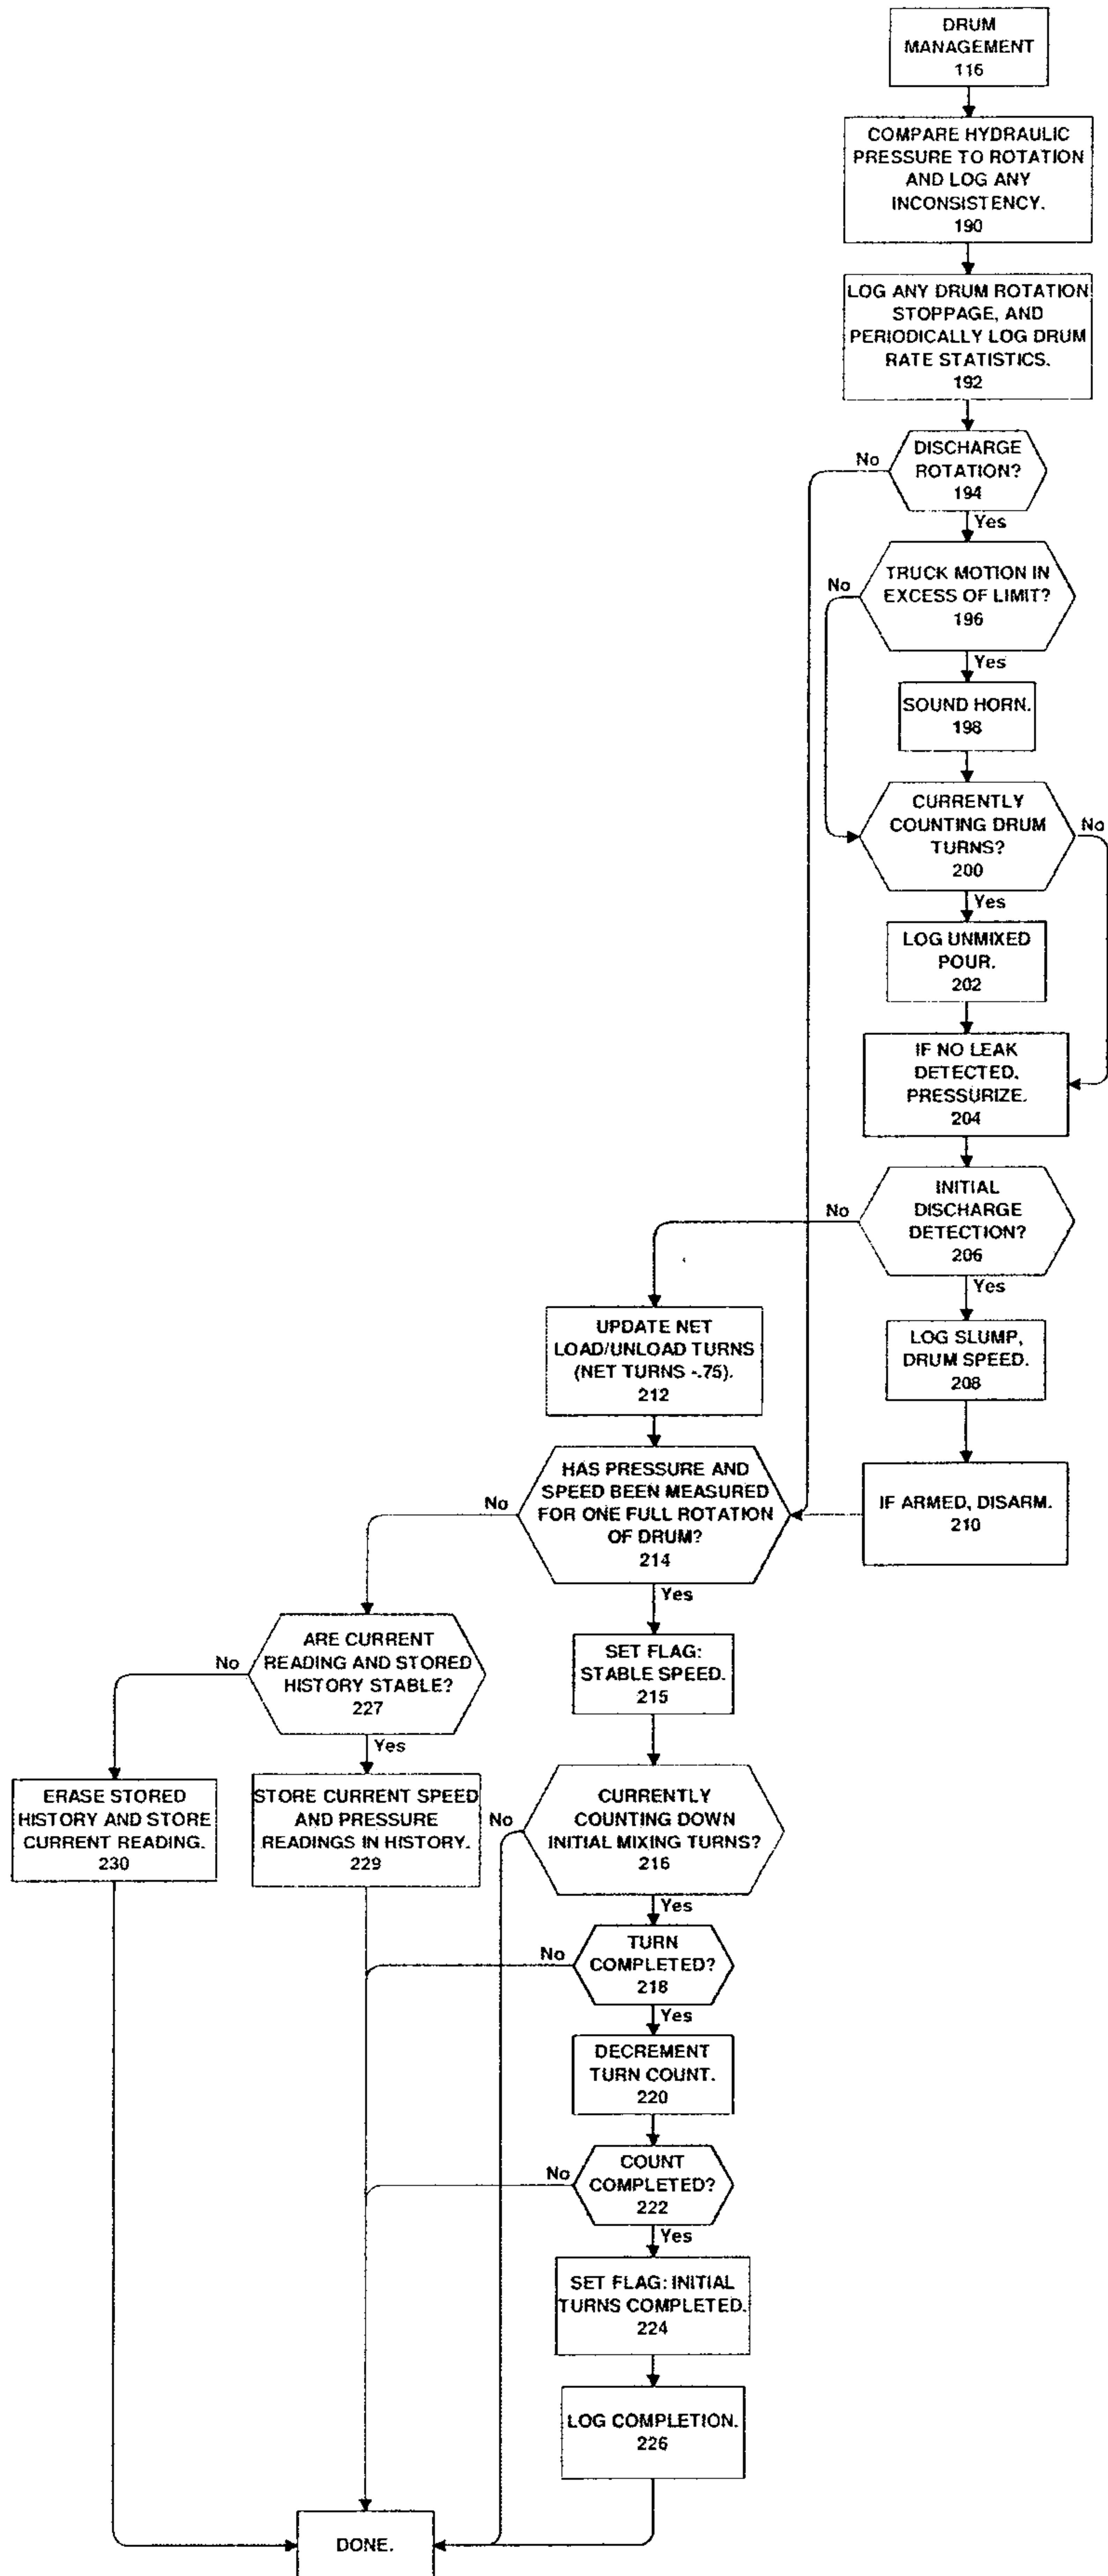 DRUM
MANAGEMENT
116
COMPARE HYDRAULIC
PRESSURE TO ROTATION
AND LOG ANY
INCONSISTENCY.
190
LOG ANY DRUM ROTATION
STOPPAGE, AND
PERIODICALLY LOG DRUM
RATE STATISTICS.
192
No
DISCHARGE
ROTATION?
194
Yes
No
TRUCK MOTION IN
EXCESS OF LIMIT?
196
Yes
SOUND HORN.
198
CURRENTLY
COUNTING DRUM
TURNS?
200
No
Yes
LOG UNMIXED
POUR.
202
IF NO LEAK
DETECTED,
PRESSURIZE.
204
No
INITIAL
DISCHARGE
DETECTION?
206
Yes
UPDATE NET
LOAD/UNLOAD TURNS
(NET TURNS -.75).
212
LOG SLUMP,
DRUM SPEED.
208
No
HAS PRESSURE AND
SPEED BEEN MEASURED
FOR ONE FULL ROTATION
OF DRUM?
214
Yes
IF ARMED, DISARM.
210
No
ARE CURRENT
READING AND STORED
HISTORY STABLE?
227
Yes
SET FLAG:
STABLE SPEED.
215
ERASE STORED
HISTORY AND STORE
CURRENT READING.
230
STORE CURRENT SPEED
AND PRESSURE
READINGS IN HISTORY.
229
No
CURRENTLY
COUNTING DOWN
INITIAL MIXING TURNS?
216
Yes
No
TURN
COMPLETED?
218
Yes
DECREMENT
TURN COUNT.
220
No
COUNT
COMPLETED?
222
Yes
SET FLAG: INITIAL
TURNS COMPLETED.
224
LOG COMPLETION.
226
DONE.